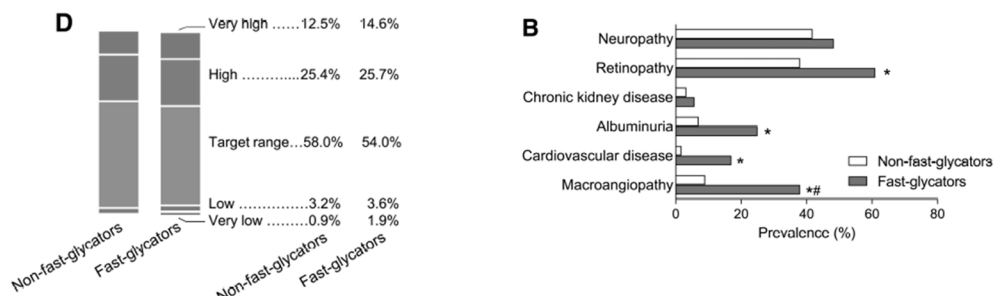 D
Very high ......12.5% 14.6%
High ..............25.4% 25.7%
Target range...58.0% 54.0%
Low ................3.2% 3.6%
Very low .........0.9% 1.9%
Non-fast-glycators
Fast-glycators
Non-fast-glycators
Fast-glycators
B
Neuropathy
Retinopathy *
Chronic kidney disease
Albuminuria *
Cardiovascular disease *
Macroangiopathy *#
Non-fast-glycators
Fast-glycators
0 20 40 60 80
Prevalence (%)